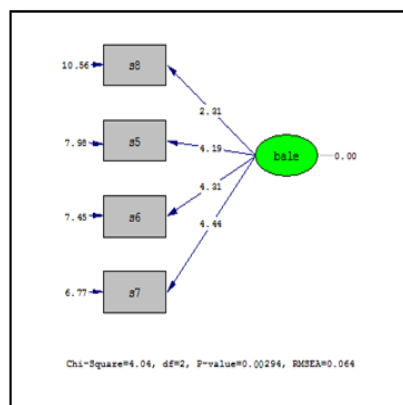 10.56 s8
2.31
7.98 s5
4.19
bale 0.00
4.31
7.45 s6
4.44
6.77 s7
Chi-Square=4.04, df=2, P-value=0.00294, RMSEA=0.064